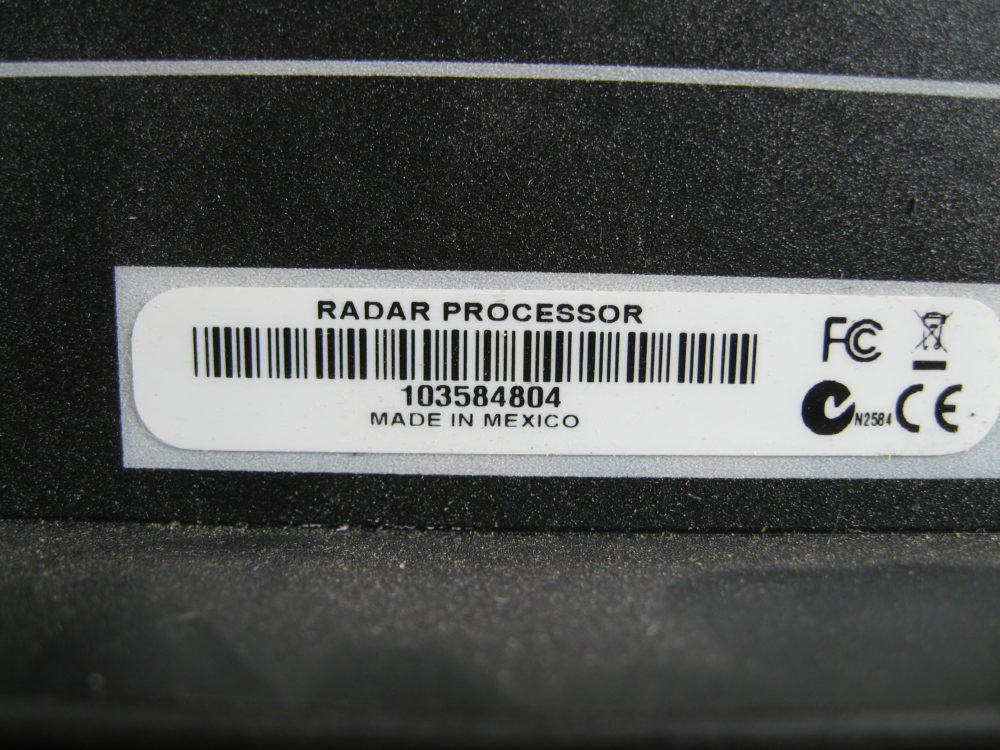 RADAR PROCESSOR
103584804
MADE IN MEXICO
FC
N2584 CE